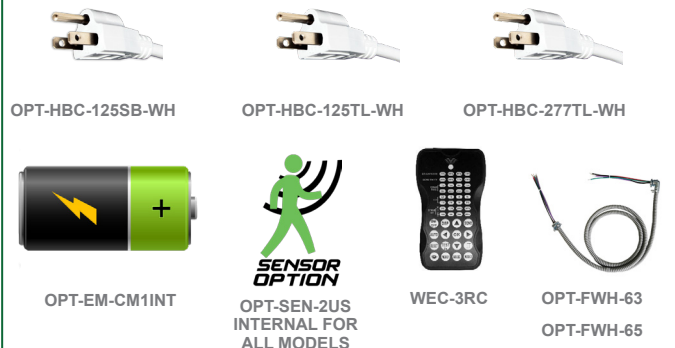 OPT-HBC-125SB-WH
OPT-HBC-125TL-WH
OPT-HBC-277TL-WH
+
SENSOR
OPTION
OPT-EM-CM1INT
OPT-SEN-2US
INTERNAL FOR
ALL MODELS
WEC-3RC
OPT-FWH-63
OPT-FWH-65